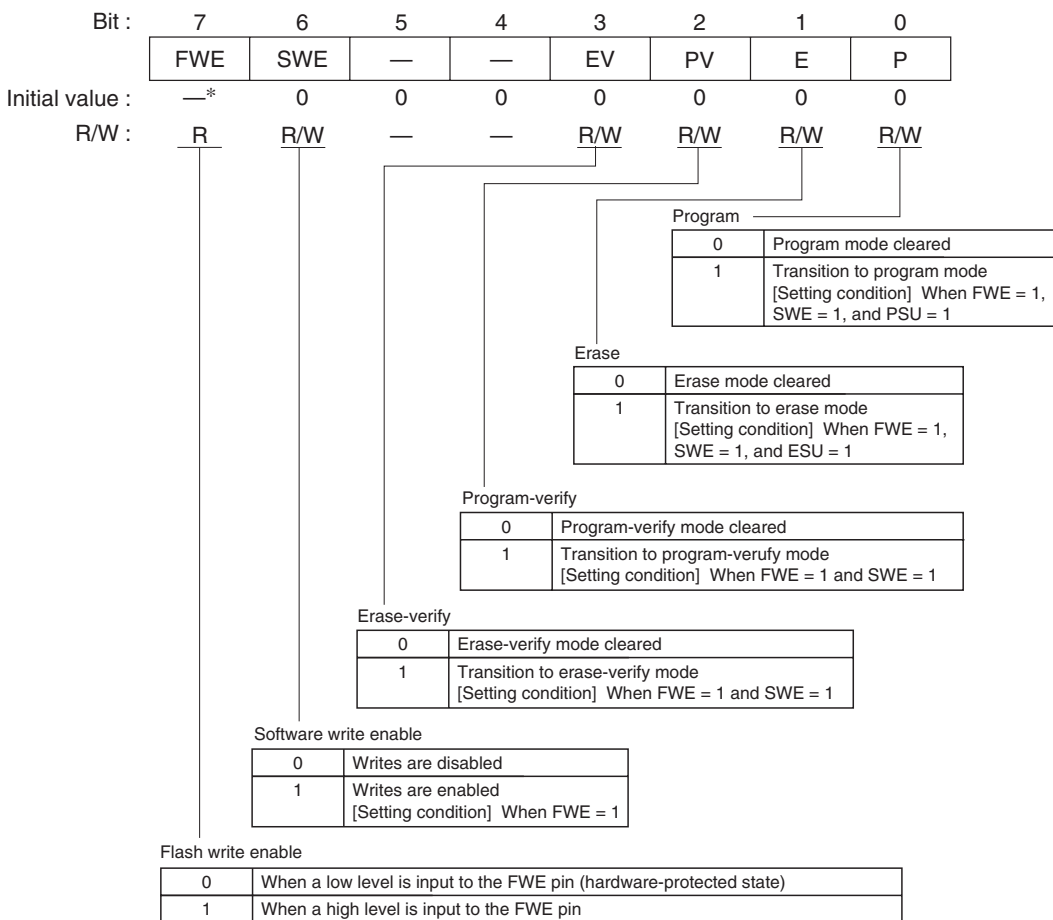 Bit : 7 6 5 4 3 2 1 0
FWE SWE — — EV PV E P
Initial value : —* 0 0 0 0 0 0 0
R/W : R R/W — — R/W R/W R/W R/W
Program
0 Program mode cleared
1 Transition to program mode
[Setting condition] When FWE = 1,
SWE = 1, and PSU = 1
Erase
0 Erase mode cleared
1 Transition to erase mode
[Setting condition] When FWE = 1,
SWE = 1, and ESU = 1
Program-verify
0 Program-verify mode cleared
1 Transition to program-verufy mode
[Setting condition] When FWE = 1 and SWE = 1
Erase-verify
0 Erase-verify mode cleared
1 Transition to erase-verify mode
[Setting condition] When FWE = 1 and SWE = 1
Software write enable
0 Writes are disabled
1 Writes are enabled
[Setting condition] When FWE = 1
Flash write enable
0 When a low level is input to the FWE pin (hardware-protected state)
1 When a high level is input to the FWE pin